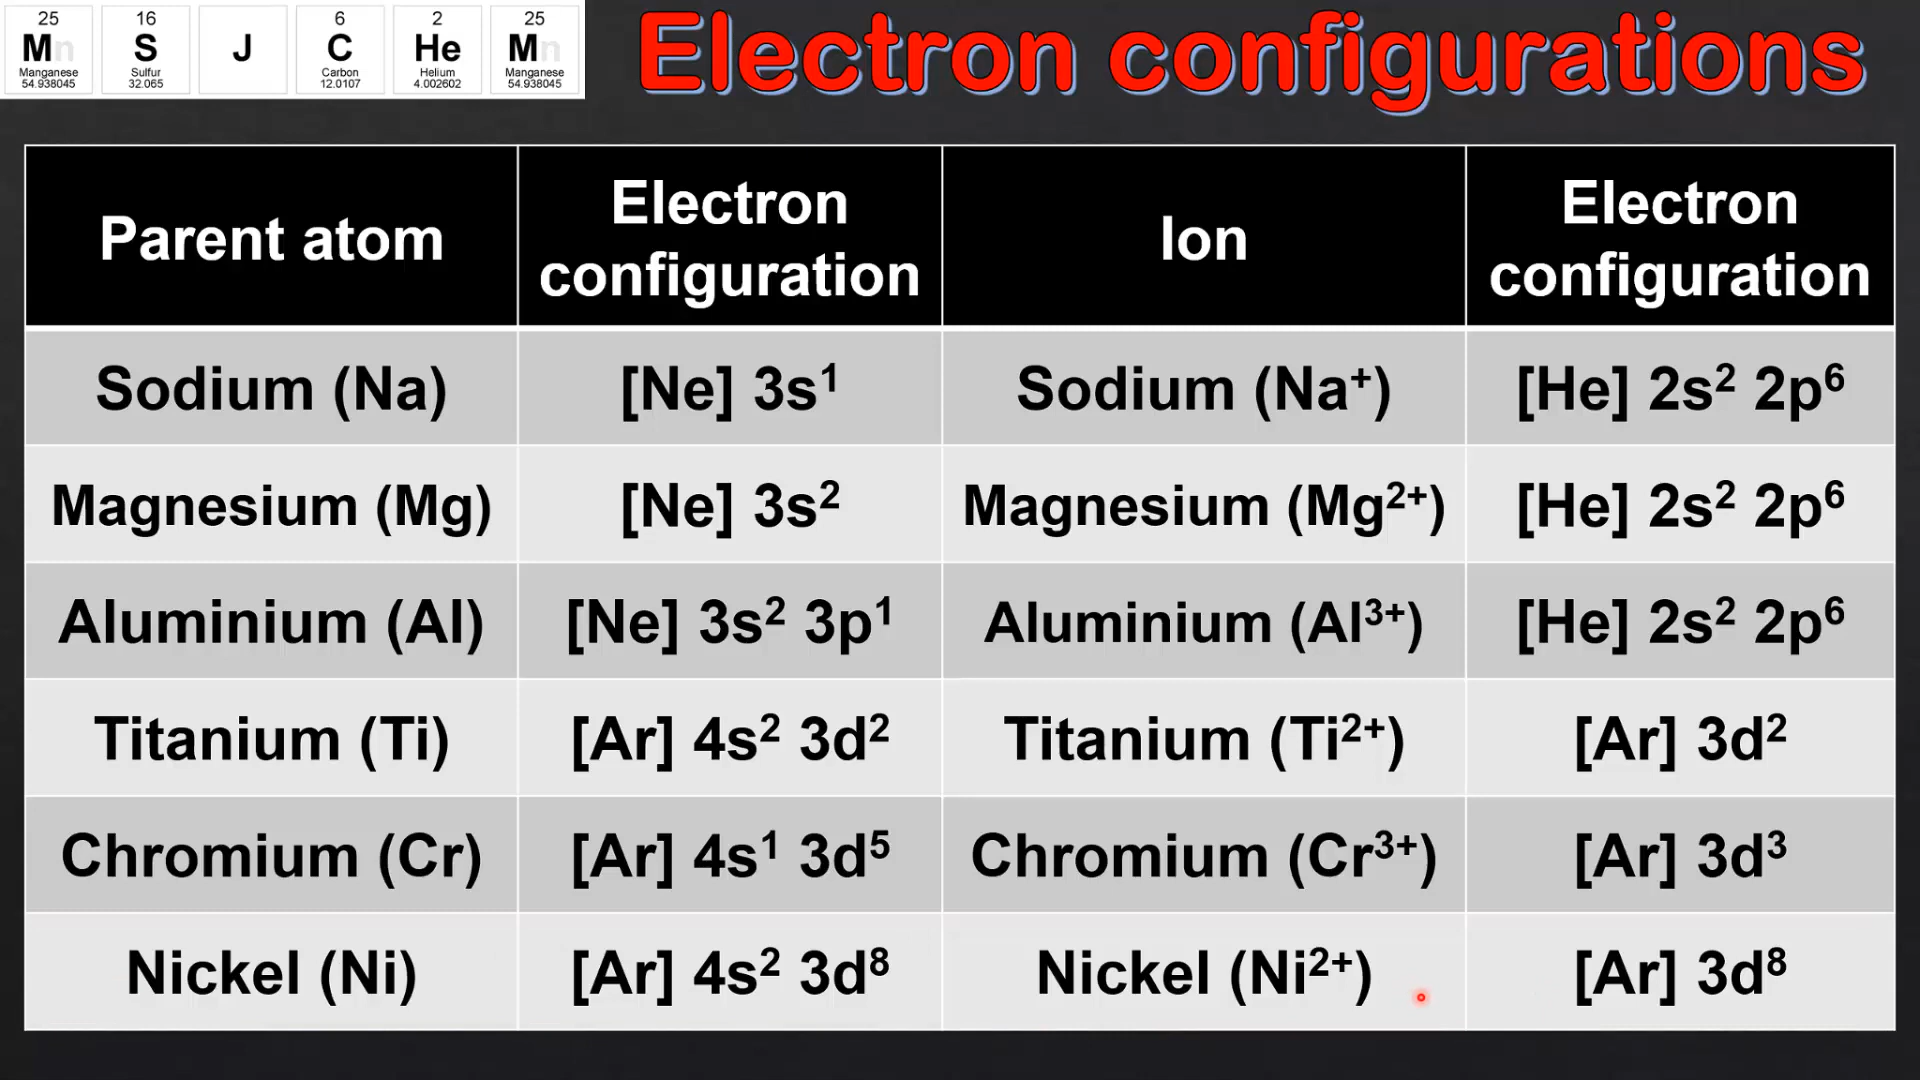 25 16 6 2 25
Mn S J C He Mn
Manganese Sulfur Carbon Helium Manganese
54.938045 32.065 12.0107 4.002602 54.938045
Electron configurations
Parent atom Electron configuration Ion Electron configuration
Sodium (Na) [Ne] 3s¹ Sodium (Na⁺) [He] 2s² 2p⁶
Magnesium (Mg) [Ne] 3s² Magnesium (Mg²⁺) [He] 2s² 2p⁶
Aluminium (Al) [Ne] 3s² 3p¹ Aluminium (Al³⁺) [He] 2s² 2p⁶
Titanium (Ti) [Ar] 4s² 3d² Titanium (Ti²⁺) [Ar] 3d²
Chromium (Cr) [Ar] 4s¹ 3d⁵ Chromium (Cr³⁺) [Ar] 3d³
Nickel (Ni) [Ar] 4s² 3d⁸ Nickel (Ni²⁺) [Ar] 3d⁸